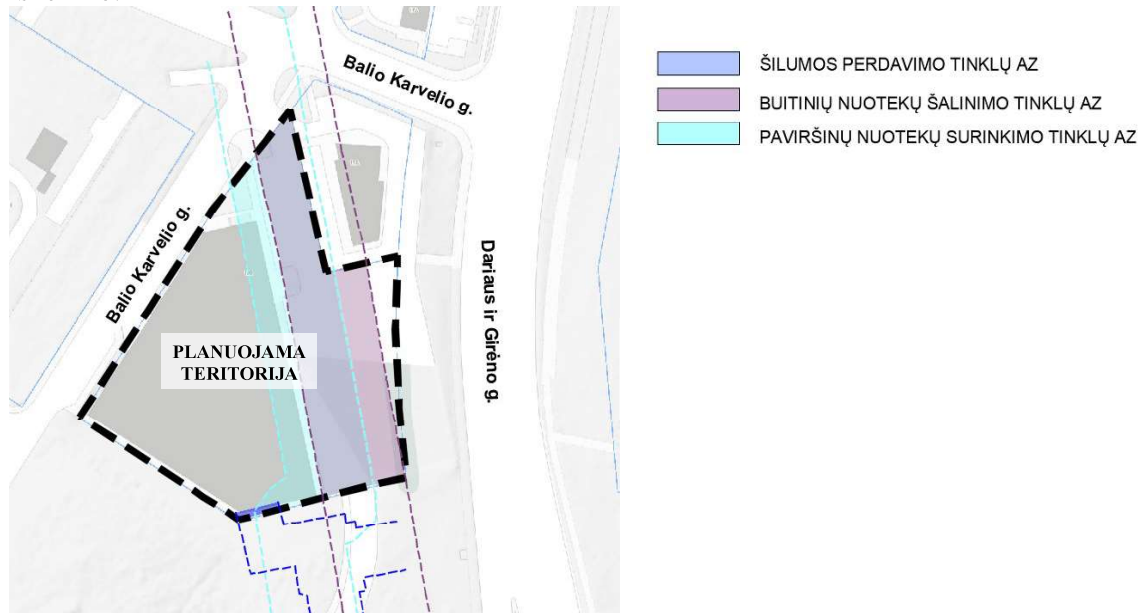 Balio Karvelio g.
Balio Karvelio g.
Dariaus ir Girėno g.
PLANUOJAMA
TERITORIJA
ŠILUMOS PERDAVIMO TINKLŲ AZ
BUITINIŲ NUOTEKŲ ŠALINIMO TINKLŲ AZ
PAVIRŠINŲ NUOTEKŲ SURINKIMO TINKLŲ AZ